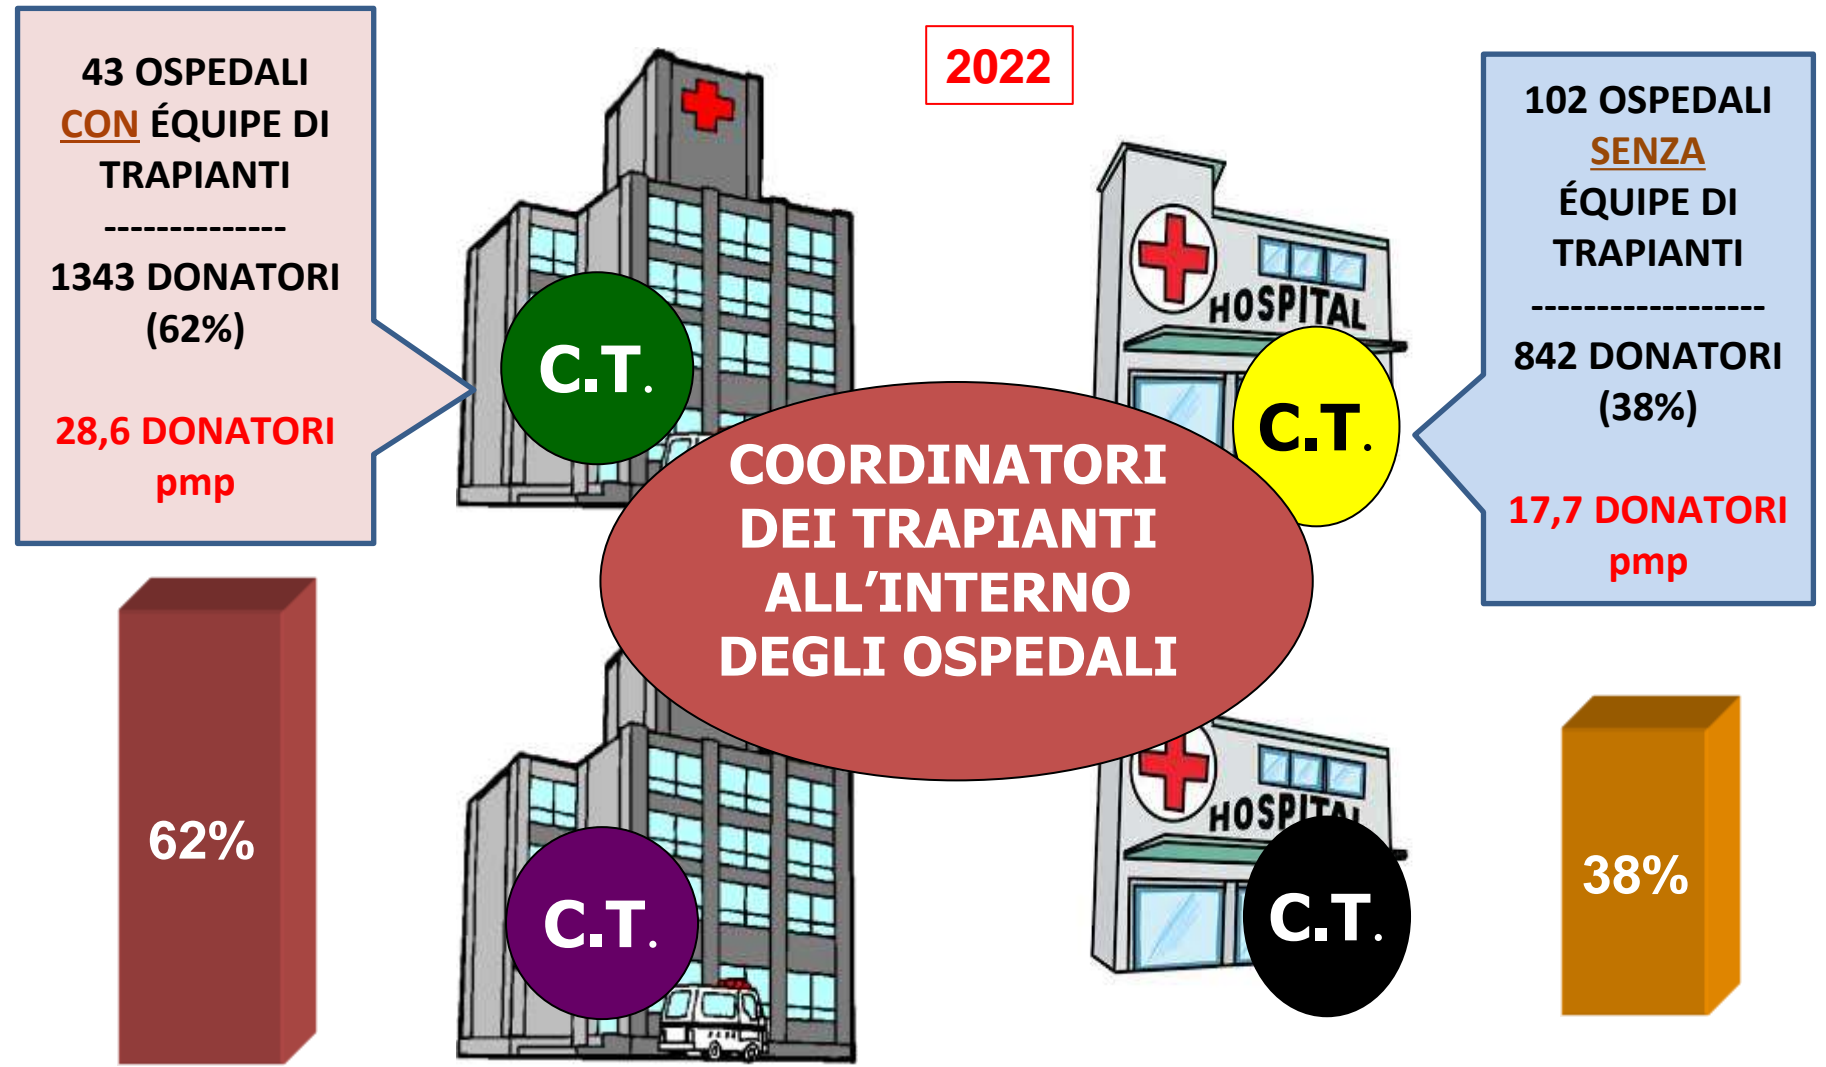 43 OSPEDALI
CON ÉQUIPE DI
TRAPIANTI
--------------
1343 DONATORI
(62%)
28,6 DONATORI
pmp
2022
102 OSPEDALI
SENZA
ÉQUIPE DI
TRAPIANTI
------------------
842 DONATORI
(38%)
17,7 DONATORI
pmp
HOSPITAL
C.T.
C.T.
COORDINATORI
DEI TRAPIANTI
ALL’INTERNO
DEGLI OSPEDALI
62%
C.T.
HOSPITAL
C.T.
38%